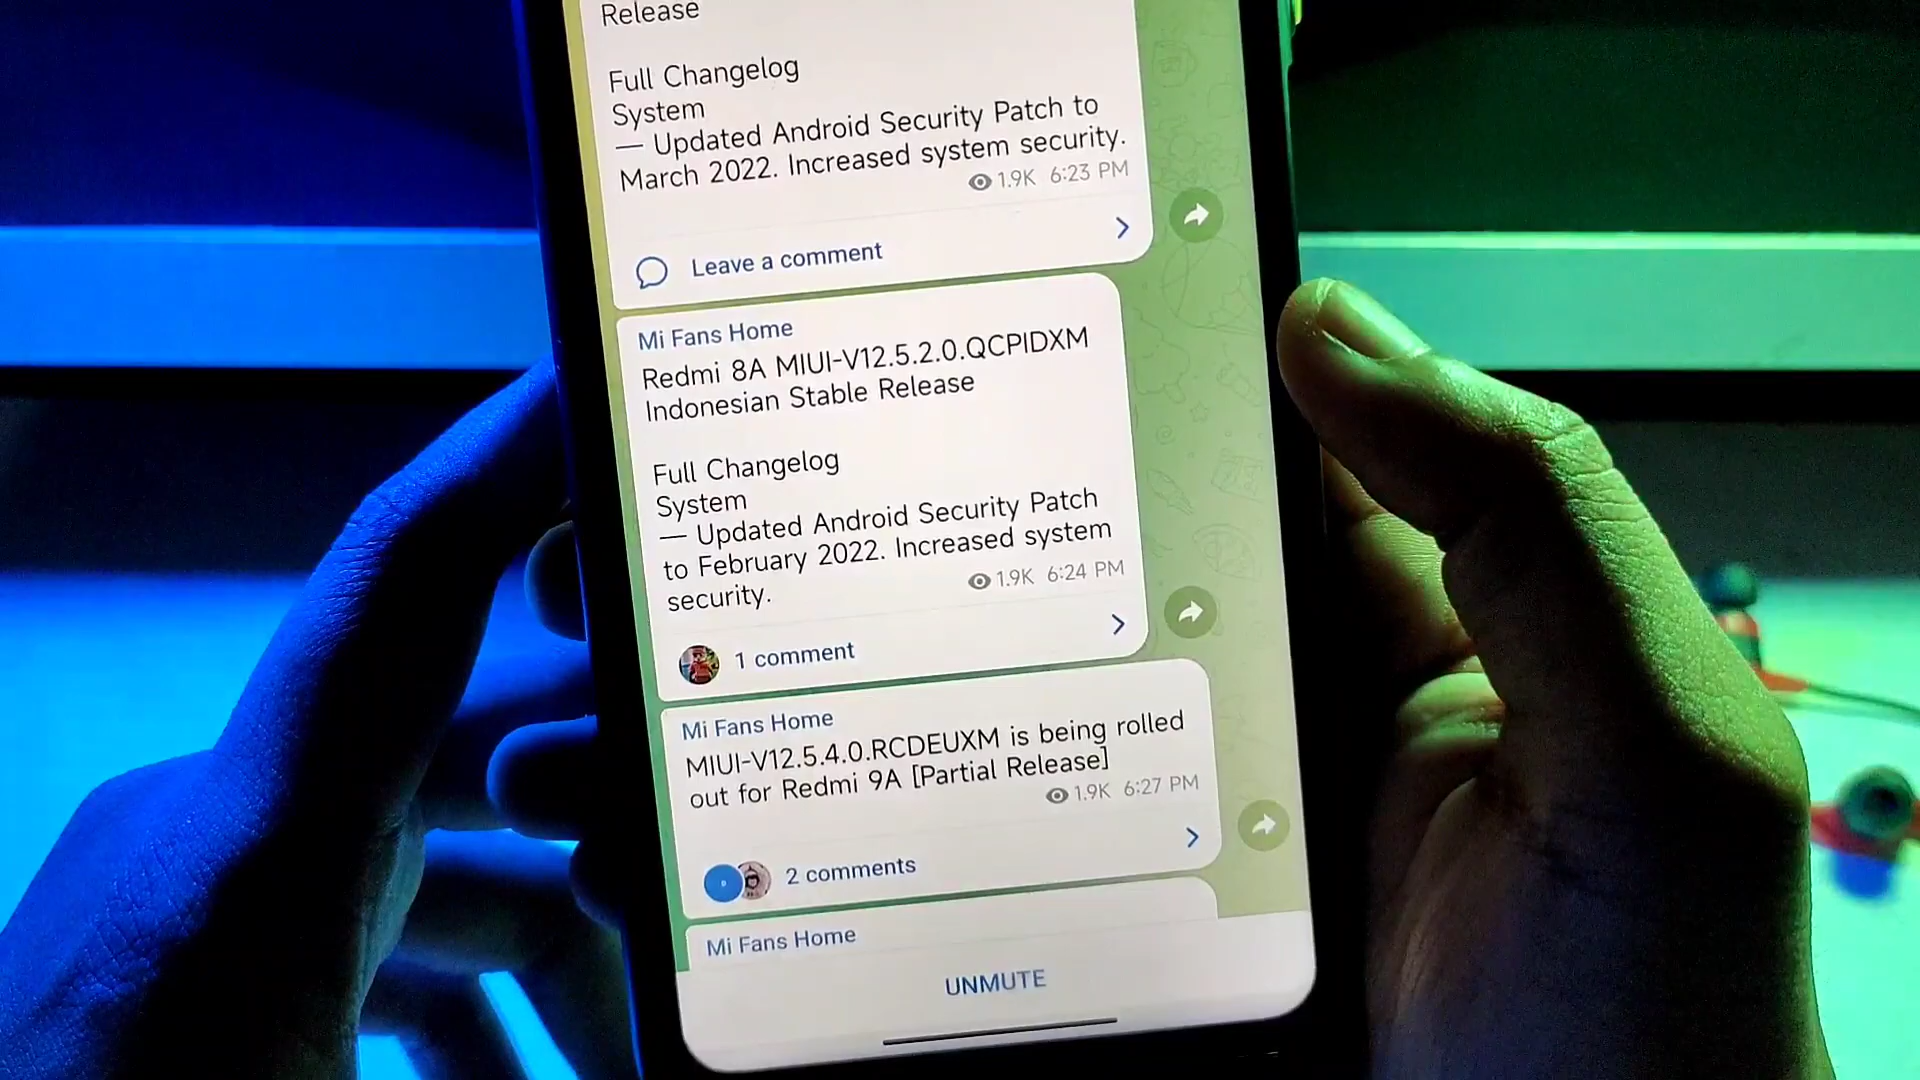 Release
Full Changelog
System
— Updated Android Security Patch to
March 2022. Increased system security.
1.9K 6:23 PM
Leave a comment
Mi Fans Home
Redmi 8A MIUI-V12.5.2.0.QCPIDXM
Indonesian Stable Release
Full Changelog
System
— Updated Android Security Patch
to February 2022. Increased system
security.
1.9K 6:24 PM
1 comment
Mi Fans Home
MIUI-V12.5.4.0.RCDEUXM is being rolled
out for Redmi 9A [Partial Release]
1.9K 6:27 PM
2 comments
Mi Fans Home
UNMUTE